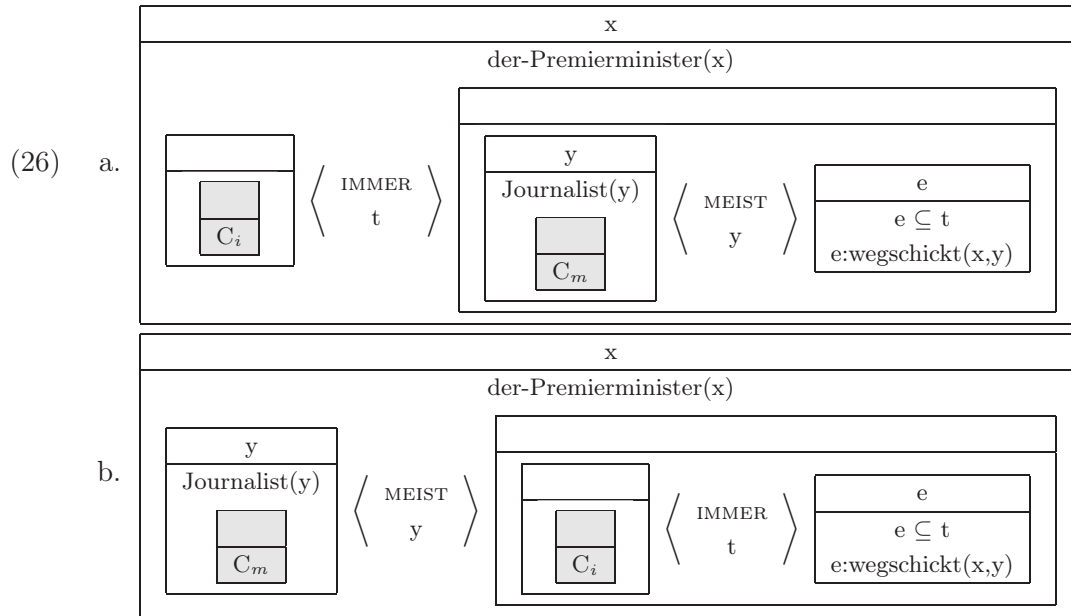 x
der-Premierminister(x)
(26) a.
C_i
⟨ IMMER t ⟩
y
Journalist(y)
C_m
⟨ MEIST y ⟩
e
e ⊆ t
e:wegschickt(x,y)
x
der-Premierminister(x)
b.
y
Journalist(y)
C_m
⟨ MEIST y ⟩
C_i
⟨ IMMER t ⟩
e
e ⊆ t
e:wegschickt(x,y)